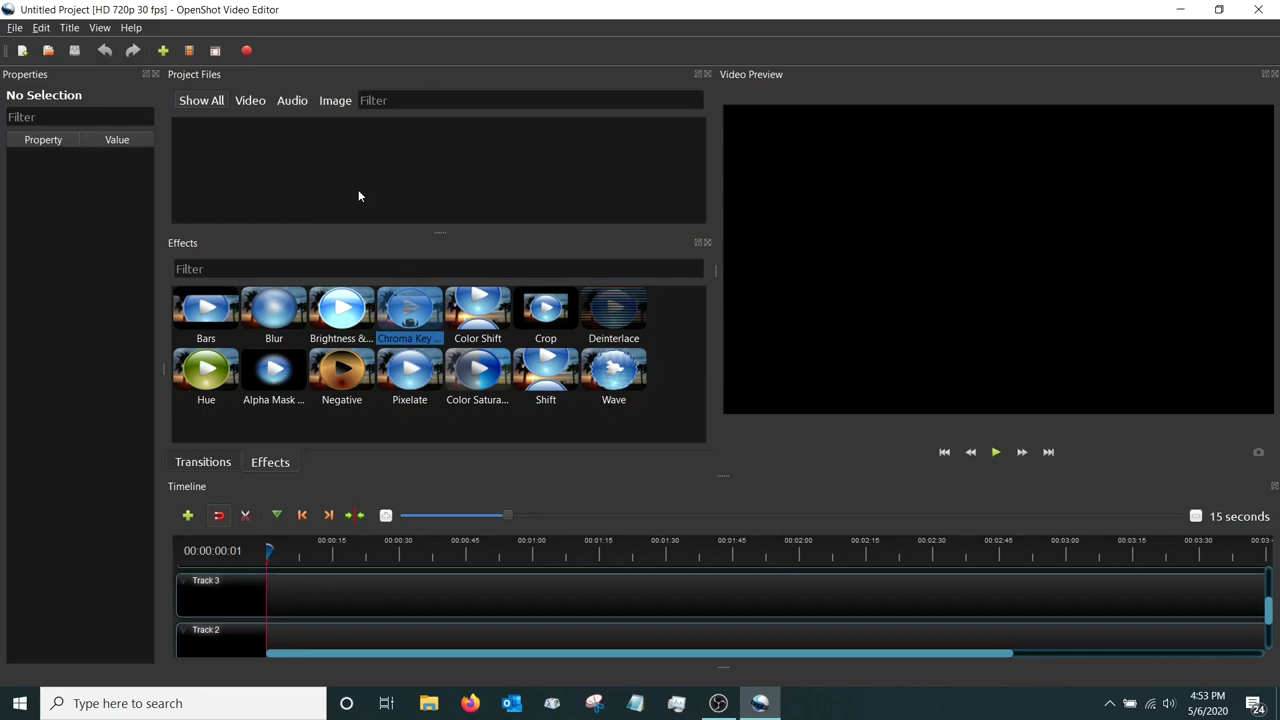 Untitled Project [HD 720p 30 fps] - OpenShot Video Editor
File Edit Title View Help
Properties
Project Files
Video Preview
No Selection
Show All Video Audio Image Filter
Filter
Property Value
Effects
Filter
Bars Blur Brightness &... Chroma Key ... Color Shift Crop Deinterlace
Hue Alpha Mask ... Negative Pixelate Color Satura... Shift Wave
Transitions Effects
Timeline
15 seconds
00:00:00:01
00:00:15 00:00:30 00:00:45 00:01:00 00:01:15 00:01:30 00:01:45 00:02:00 00:02:15 00:02:30 00:02:45 00:03:00 00:03:15 00:03:30
Track 3
Track 2
Type here to search
4:53 PM
5/6/2020
24